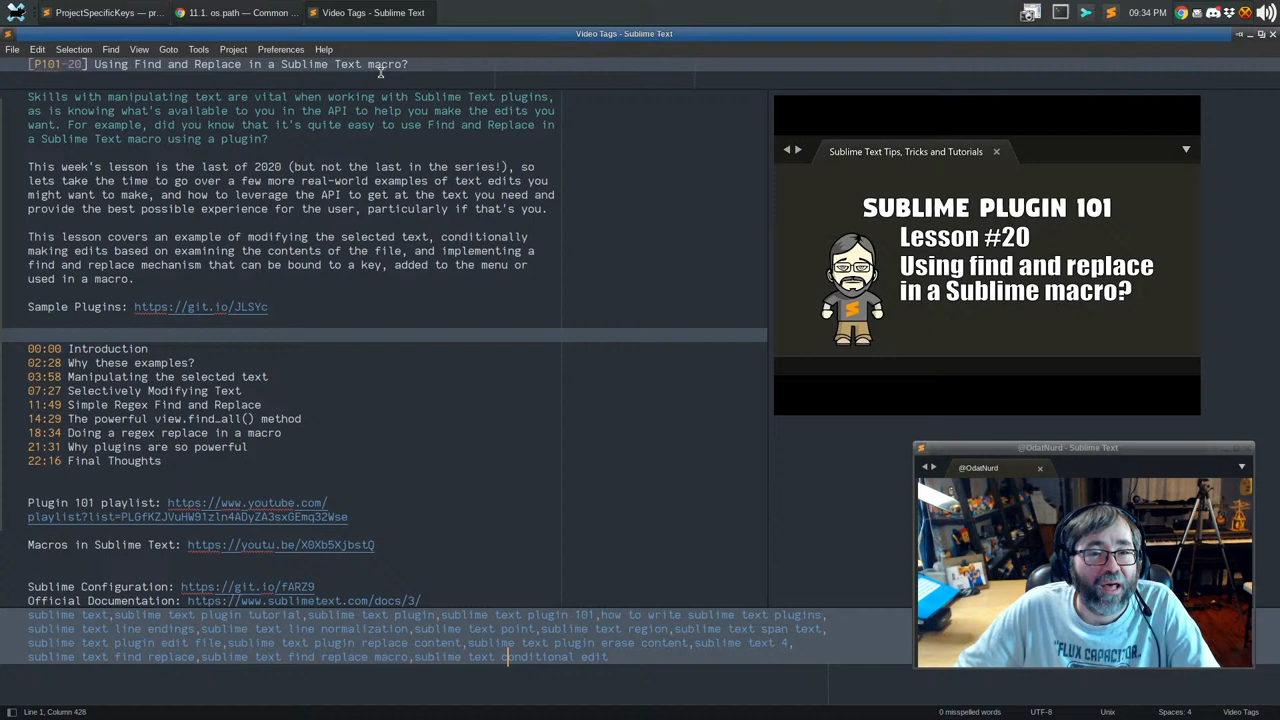 ProjectSpecificKeys — pr...
11.1. os.path — Common ...
Video Tags - Sublime Text
09:34 PM
Video Tags - Sublime Text
File Edit Selection Find View Goto Tools Project Preferences Help
[P101-20] Using Find and Replace in a Sublime Text macro?
Skills with manipulating text are vital when working with Sublime Text plugins,
as is knowing what's available to you in the API to help you make the edits you
want. For example, did you know that it's quite easy to use Find and Replace in
a Sublime Text macro using a plugin?
This week's lesson is the last of 2020 (but not the last in the series!), so
lets take the time to go over a few more real-world examples of text edits you
might want to make, and how to leverage the API to get at the text you need and
provide the best possible experience for the user, particularly if that's you.
This lesson covers an example of modifying the selected text, conditionally
making edits based on examining the contents of the file, and implementing a
find and replace mechanism that can be bound to a key, added to the menu or
used in a macro.
Sample Plugins: https://git.io/JLSYc
00:00 Introduction
02:28 Why these examples?
03:58 Manipulating the selected text
07:27 Selectively Modifying Text
11:49 Simple Regex Find and Replace
14:29 The powerful view.find_all() method
18:34 Doing a regex replace in a macro
21:31 Why plugins are so powerful
22:16 Final Thoughts
Plugin 101 playlist: https://www.youtube.com/
playlist?list=PLGfKZJVuHW91zln4ADyZA3sxGEmq32Wse
Macros in Sublime Text: https://youtu.be/X0Xb5XjbstQ
Sublime Configuration: https://git.io/fARZ9
Official Documentation: https://www.sublimetext.com/docs/3/
sublime text,sublime text plugin tutorial,sublime text plugin,sublime text plugin 101,how to write sublime text plugins,
sublime text line endings,sublime text line normalization,sublime text point,sublime text region,sublime text span text,
sublime text plugin edit file,sublime text plugin replace content,sublime text plugin erase content,sublime text 4,
sublime text find replace,sublime text find replace macro,sublime text conditional edit
Sublime Text Tips, Tricks and Tutorials
SUBLIME PLUGIN 101
Lesson #20
Using find and replace
in a Sublime macro?
@OdatNurd - Sublime Text
@OdatNurd
"FLUX CAPACITOR.
Line 1, Column 428
0 misspelled words
UTF-8
Unix
Spaces: 4
Video Tags